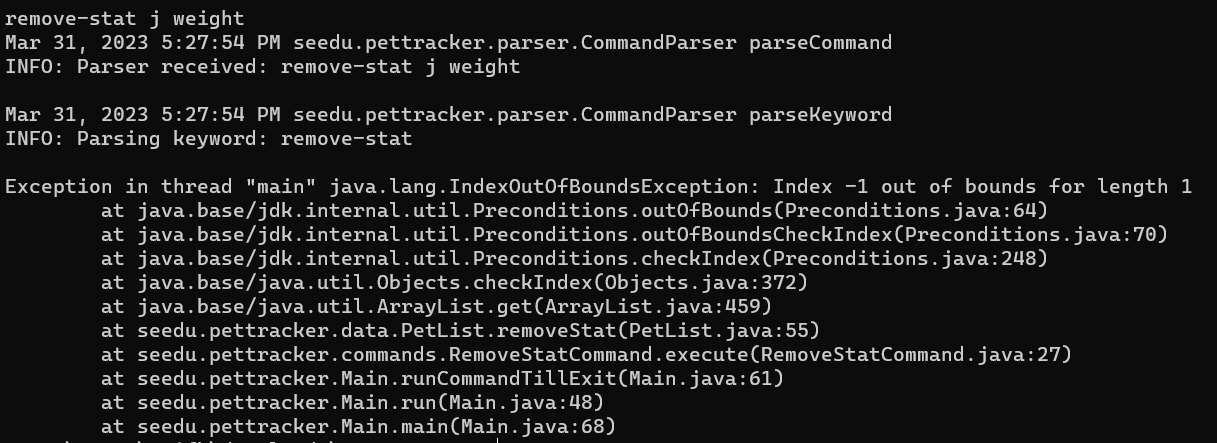 remove-stat j weight
Mar 31, 2023 5:27:54 PM seedu.pettracker.parser.CommandParser parseCommand
INFO: Parser received: remove-stat j weight
Mar 31, 2023 5:27:54 PM seedu.pettracker.parser.CommandParser parseKeyword
INFO: Parsing keyword: remove-stat
Exception in thread "main" java.lang.IndexOutOfBoundsException: Index -1 out of bounds for length 1
at java.base/jdk.internal.util.Preconditions.outOfBounds(Preconditions.java:64)
at java.base/jdk.internal.util.Preconditions.outOfBoundsCheckIndex(Preconditions.java:70)
at java.base/jdk.internal.util.Preconditions.checkIndex(Preconditions.java:248)
at java.base/java.util.Objects.checkIndex(Objects.java:372)
at java.base/java.util.ArrayList.get(ArrayList.java:459)
at seedu.pettracker.data.PetList.removeStat(PetList.java:55)
at seedu.pettracker.commands.RemoveStatCommand.execute(RemoveStatCommand.java:27)
at seedu.pettracker.Main.runCommandTillExit(Main.java:61)
at seedu.pettracker.Main.run(Main.java:48)
at seedu.pettracker.Main.main(Main.java:68)